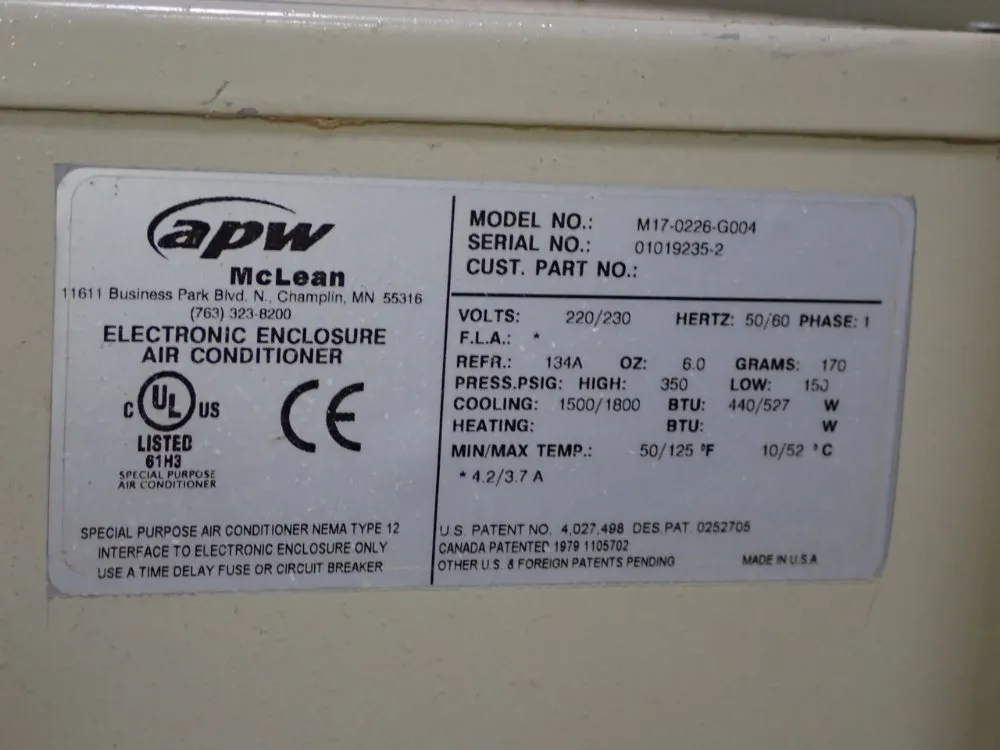 apw
McLean
11611 Business Park Blvd. N., Champlin, MN 55316
(763) 323-8200
ELECTRONIC ENCLOSURE
AIR CONDITIONER
C UL US
LISTED
61H3
SPECIAL PURPOSE
AIR CONDITIONER
CE
SPECIAL PURPOSE AIR CONDITIONER NEMA TYPE 12
INTERFACE TO ELECTRONIC ENCLOSURE ONLY
USE A TIME DELAY FUSE OR CIRCUIT BREAKER
MODEL NO.: M17-0226-G004
SERIAL NO.: 01019235-2
CUST. PART NO.:
VOLTS: 220/230 HERTZ: 50/60 PHASE: 1
F.L.A.: *
REFR.: 134A OZ: 6.0 GRAMS: 170
PRESS.PSIG: HIGH: 350 LOW: 150
COOLING: 1500/1800 BTU: 440/527 W
HEATING: BTU: W
MIN/MAX TEMP.: 50/125 °F 10/52 °C
* 4.2/3.7 A
U.S. PATENT NO. 4,027,498 DES.PAT. 0252705
CANADA PATENTED 1979 1105702
OTHER U.S. & FOREIGN PATENTS PENDING MADE IN U.S.A.